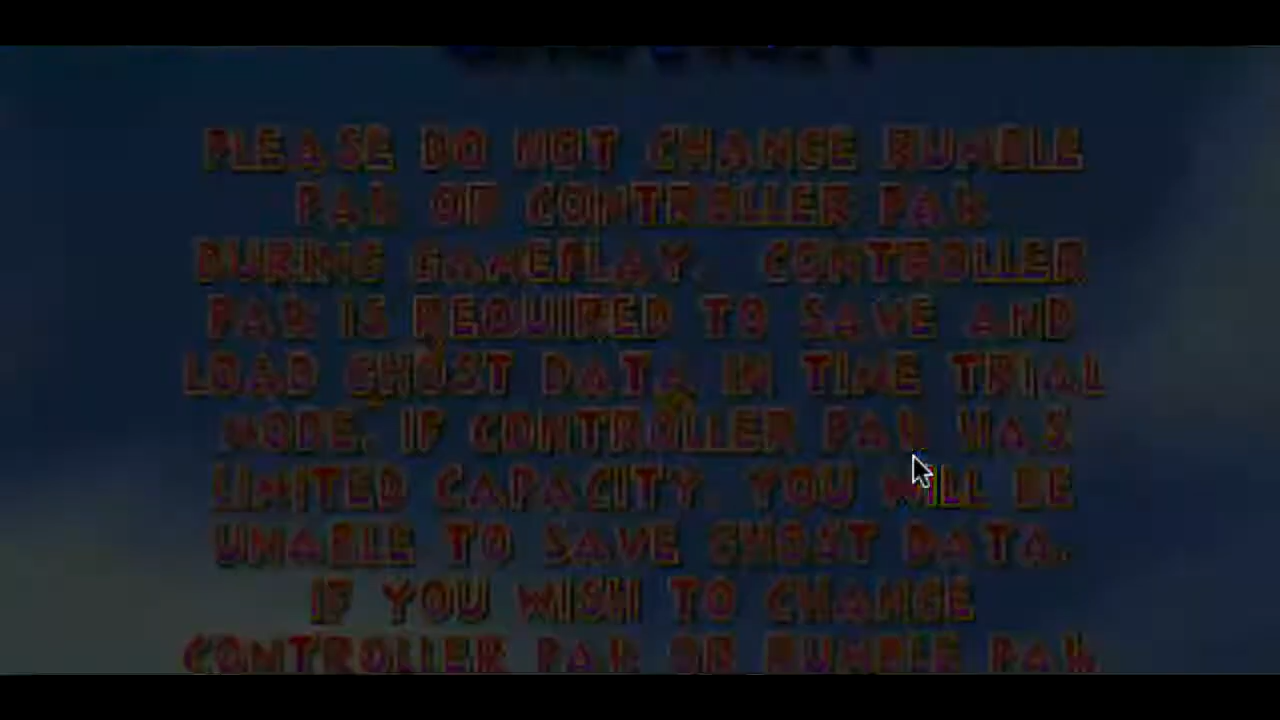 PLEASE DO NOT CHANGE RUMBLE
PAK OR CONTROLLER PAK
DURING GAMEPLAY. CONTROLLER
PAK IS REQUIRED TO SAVE AND
LOAD GHOST DATA IN TIME TRIAL
MODE. IF CONTROLLER PAK HAS
LIMITED CAPACITY, YOU WILL BE
UNABLE TO SAVE GHOST DATA.
IF YOU WISH TO CHANGE
CONTROLLER PAK OR RUMBLE PAK